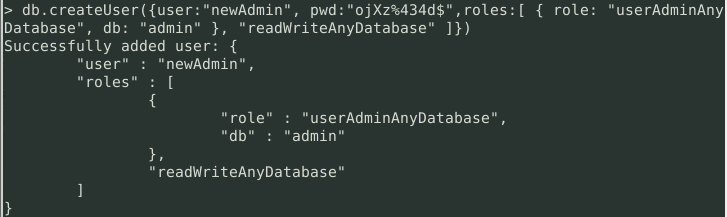 > db.createUser({user:"newAdmin", pwd:"ojXz%434d$",roles:[ { role: "userAdminAny
Database", db: "admin" }, "readWriteAnyDatabase" ]})
Successfully added user: {
        "user" : "newAdmin",
        "roles" : [
                {
                        "role" : "userAdminAnyDatabase",
                        "db" : "admin"
                },
                "readWriteAnyDatabase"
        ]
}